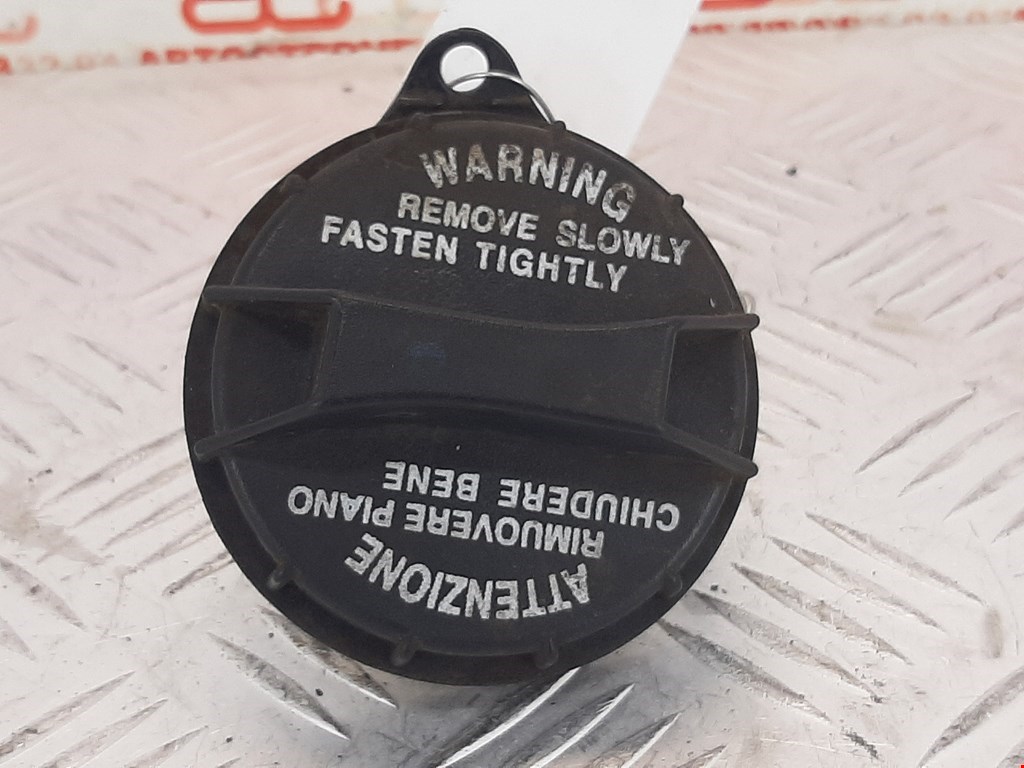 WARNING
REMOVE SLOWLY
FASTEN TIGHTLY
ATTENZIONE
RIMUOVERE PIANO
CHIUDERE BENE